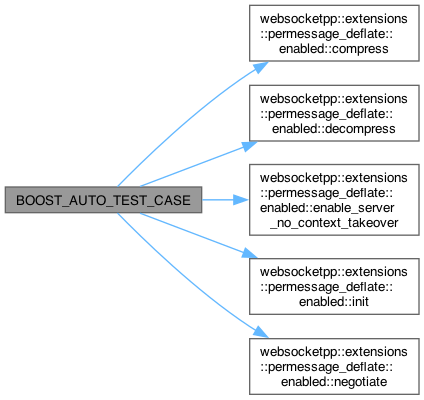 websocketpp::extensions
::permessage_deflate::
enabled::compress
websocketpp::extensions
::permessage_deflate::
enabled::decompress
BOOST_AUTO_TEST_CASE
websocketpp::extensions
::permessage_deflate::
enabled::enable_server
_no_context_takeover
websocketpp::extensions
::permessage_deflate::
enabled::init
websocketpp::extensions
::permessage_deflate::
enabled::negotiate